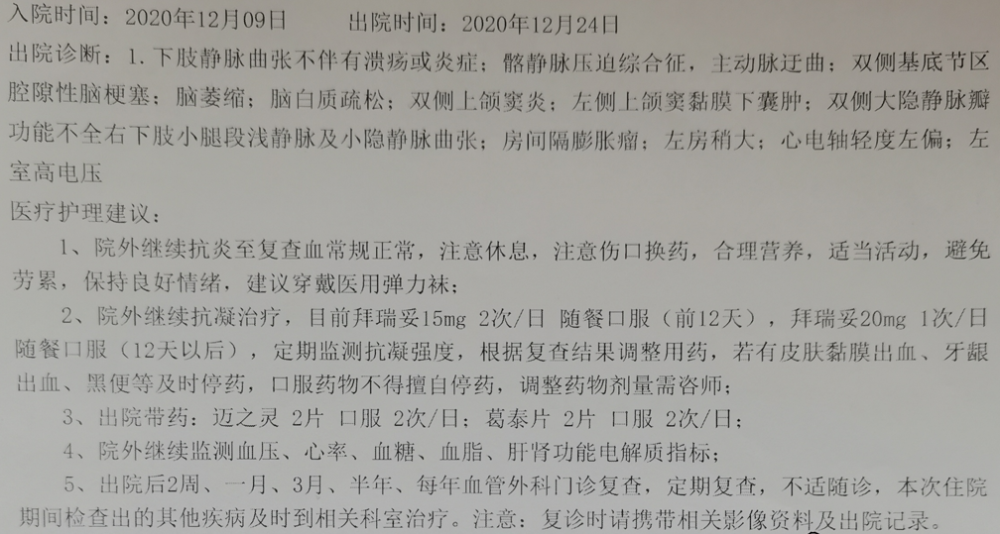 入院时间：2020年12月09日 出院时间：2020年12月24日
出院诊断：1.下肢静脉曲张不伴有溃疡或炎症；髂静脉压迫综合征，主动脉迂曲；双侧基底节区
腔隙性脑梗塞；脑萎缩；脑白质疏松；双侧上颌窦炎；左侧上颌窦黏膜下囊肿；双侧大隐静脉瓣
功能不全右下肢小腿段浅静脉及小隐静脉曲张；房间隔膨胀瘤；左房稍大；心电轴轻度左偏；左
室高电压
医疗护理建议：
1、院外继续抗炎至复查血常规正常，注意休息，注意伤口换药，合理营养，适当活动，避免
劳累，保持良好情绪，建议穿戴医用弹力袜；
2、院外继续抗凝治疗，目前拜瑞妥15mg 2次/日 随餐口服（前12天），拜瑞妥20mg 1次/日
随餐口服（12天以后），定期监测抗凝强度，根据复查结果调整用药，若有皮肤黏膜出血、牙龈
出血、黑便等及时停药，口服药物不得擅自停药，调整药物剂量需咨师；
3、出院带药：迈之灵 2片 口服 2次/日；葛泰片 2片 口服 2次/日；
4、院外继续监测血压、心率、血糖、血脂、肝肾功能电解质指标；
5、出院后2周、一月、3月、半年、每年血管外科门诊复查，定期复查，不适随诊，本次住院
期间检查出的其他疾病及时到相关科室治疗。注意：复诊时请携带相关影像资料及出院记录。